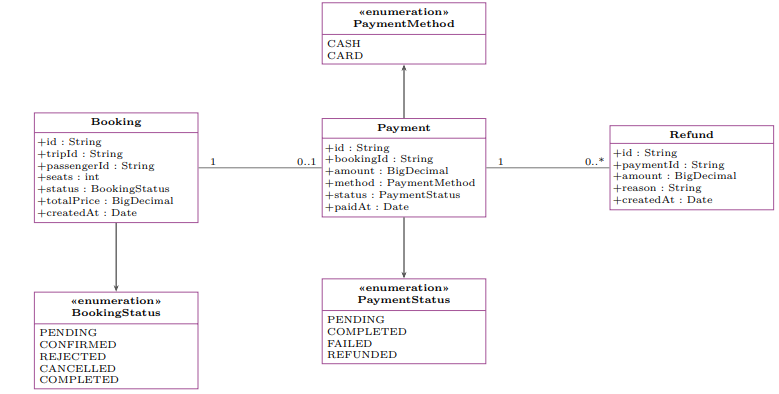 «enumeration»
PaymentMethod
CASH
CARD
Booking
+id : String
+tripId : String
+passengerId : String
+seats : int
+status : BookingStatus
+totalPrice : BigDecimal
+createdAt : Date
1
0..1
Payment
+id : String
+bookingId : String
+amount : BigDecimal
+method : PaymentMethod
+status : PaymentStatus
+paidAt : Date
1
0..*
Refund
+id : String
+paymentId : String
+amount : BigDecimal
+reason : String
+createdAt : Date
«enumeration»
BookingStatus
PENDING
CONFIRMED
REJECTED
CANCELLED
COMPLETED
«enumeration»
PaymentStatus
PENDING
COMPLETED
FAILED
REFUNDED